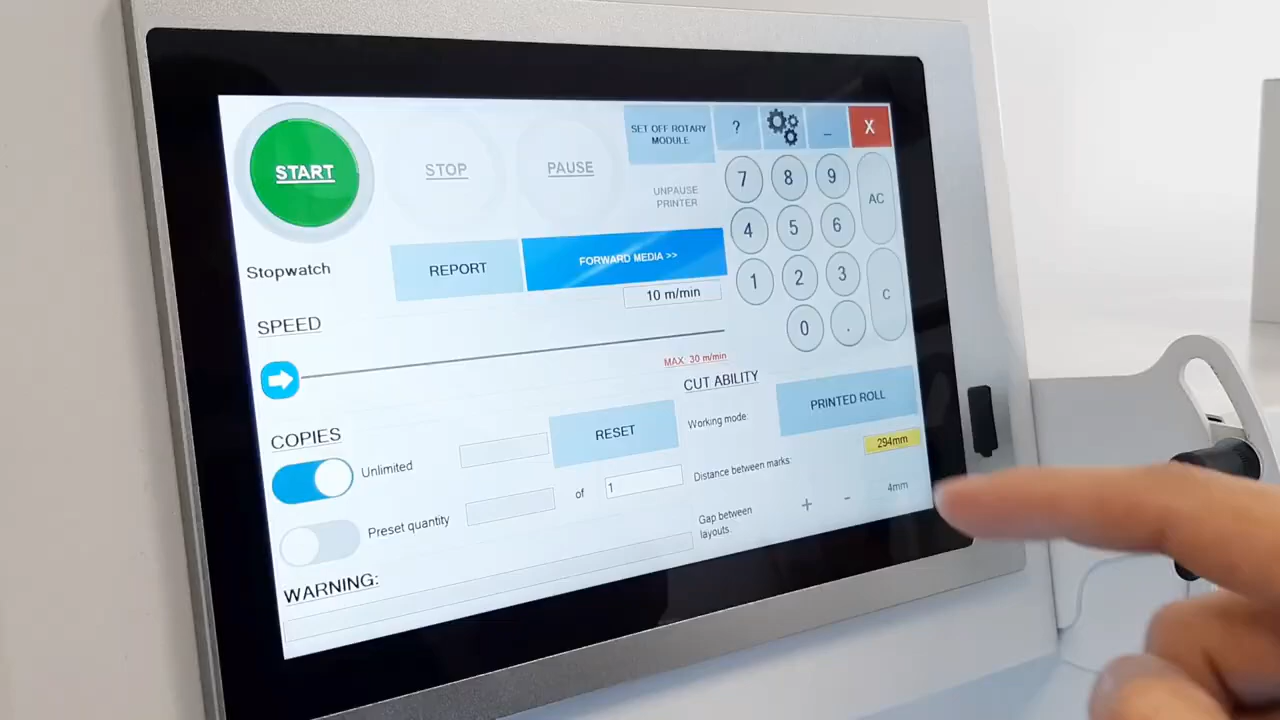 START
STOP
PAUSE
SET OFF ROTARY
MODULE
?
_
X
UNPAUSE
PRINTER
7
8
9
AC
4
5
6
Stopwatch
REPORT
FORWARD MEDIA >>
1
2
3
C
10 m/min
0
.
SPEED
MAX: 30 m/min
CUT ABILITY
Working mode
PRINTED ROLL
COPIES
Unlimited
RESET
294mm
Distance between marks:
Preset quantity
of
1
Gap between
layouts:
+
-
4mm
WARNING: